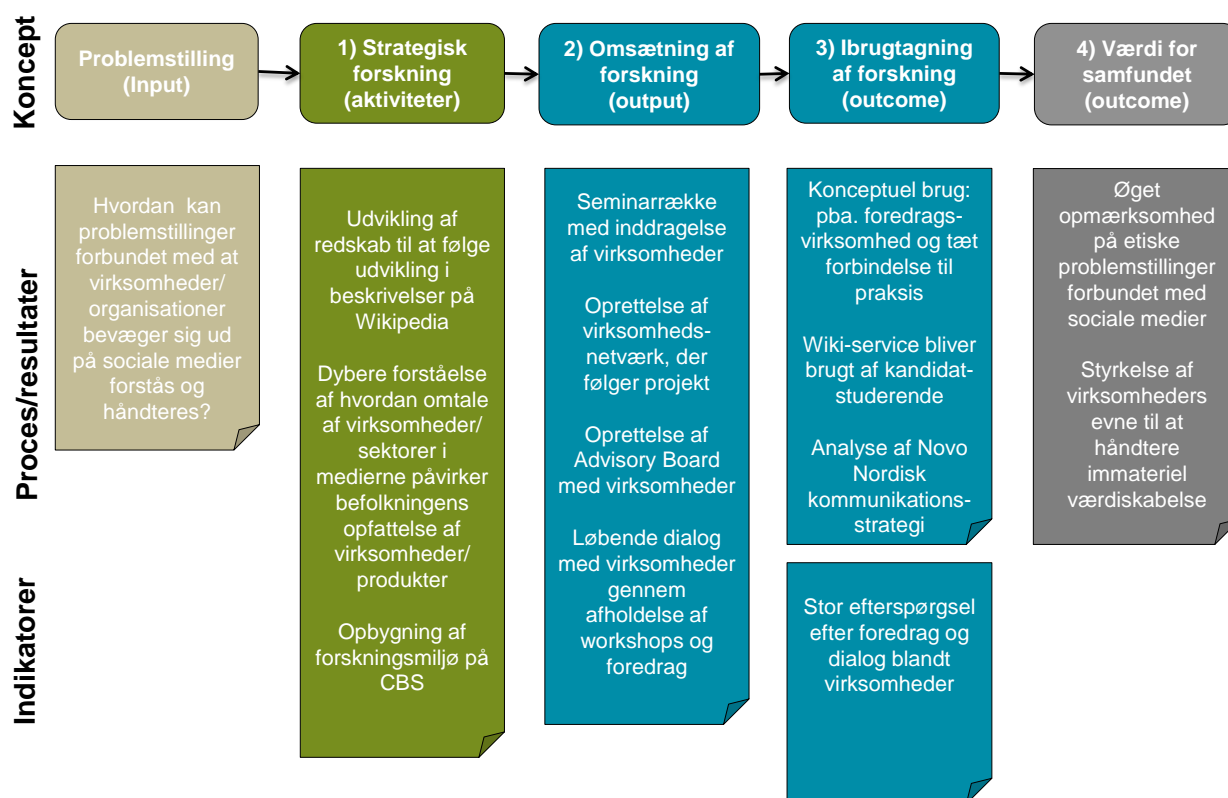 Koncept
Problemstilling
(Input)
1) Strategisk
forskning
(aktiviteter)
2) Omsætning af
forskning
(output)
3) Ibrugtagning
af forskning
(outcome)
4) Værdi for
samfundet
(outcome)
Proces/resultater
Hvordan kan
problemstillinger
forbundet med at
virksomheder/
organisationer
bevæger sig ud
på sociale medier
forstås og
håndteres?
Udvikling af
redskab til at følge
udvikling i
beskrivelser på
Wikipedia
Dybere forståelse
af hvordan omtale
af virksomheder/
sektorer i
medierne påvirker
befolkningens
opfattelse af
virksomheder/
produkter
Opbygning af
forskningsmiljø på
CBS
Seminarrække
med inddragelse
af virksomheder
Oprettelse af
virksomheds-
netværk, der
følger projekt
Oprettelse af
Advisory Board
med virksomheder
Løbende dialog
med virksomheder
gennem
afholdelse af
workshops og
foredrag
Konceptuel brug:
pba. foredrags-
virksomhed og tæt
forbindelse til
praksis
Wiki-service bliver
brugt af kandidat-
studerende
Analyse af Novo
Nordisk
kommunikations-
strategi
Øget
opmærksomhed
på etiske
problemstillinger
forbundet med
sociale medier
Styrkelse af
virksomheders
evne til at
håndtere
immateriel
værdiskabelse
Indikatorer
Stor efterspørgsel
efter foredrag og
dialog blandt
virksomheder